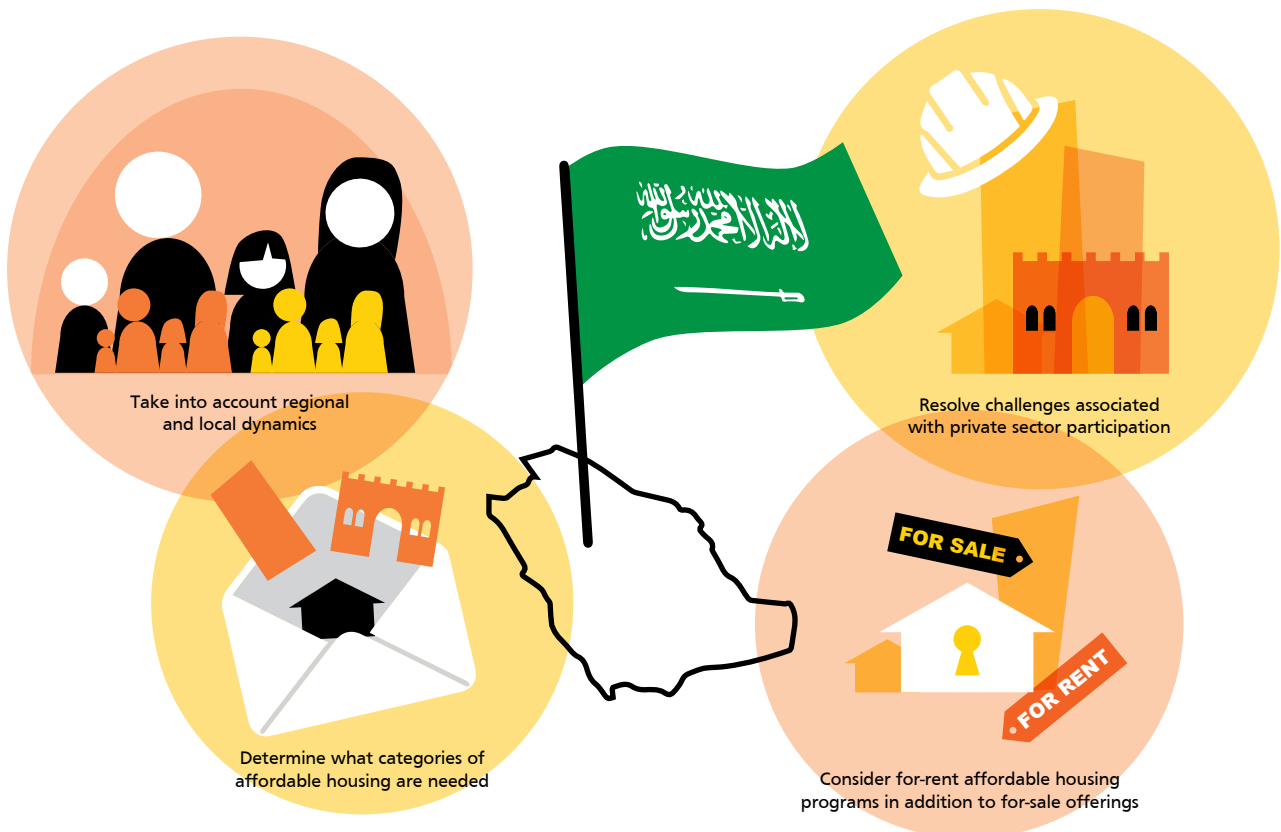 لا إله إلا الله محمد رسول الله
Take into account regional
and local dynamics
Resolve challenges associated
with private sector participation
FOR SALE
FOR RENT
Determine what categories of
affordable housing are needed
Consider for-rent affordable housing
programs in addition to for-sale offerings